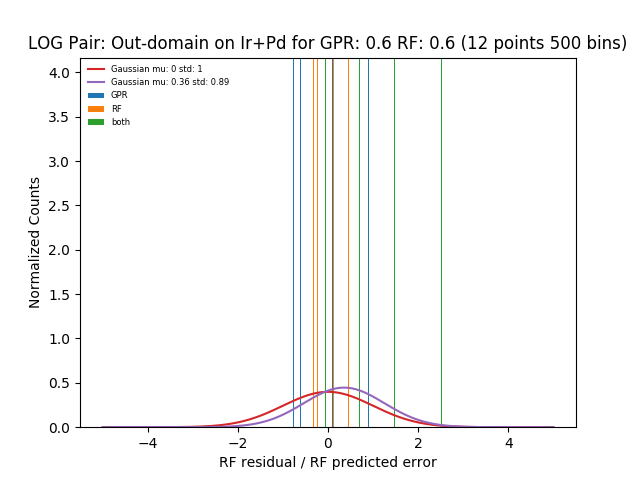 LOG Pair: Out-domain on Ir+Pd for GPR: 0.6 RF: 0.6 (12 points 500 bins)
Gaussian mu: 0 std: 1
Gaussian mu: 0.36 std: 0.89
GPR
RF
both
Normalized Counts
4.0
3.5
3.0
2.5
2.0
1.5
1.0
0.5
0.0
−4 −2 0 2 4
RF residual / RF predicted error